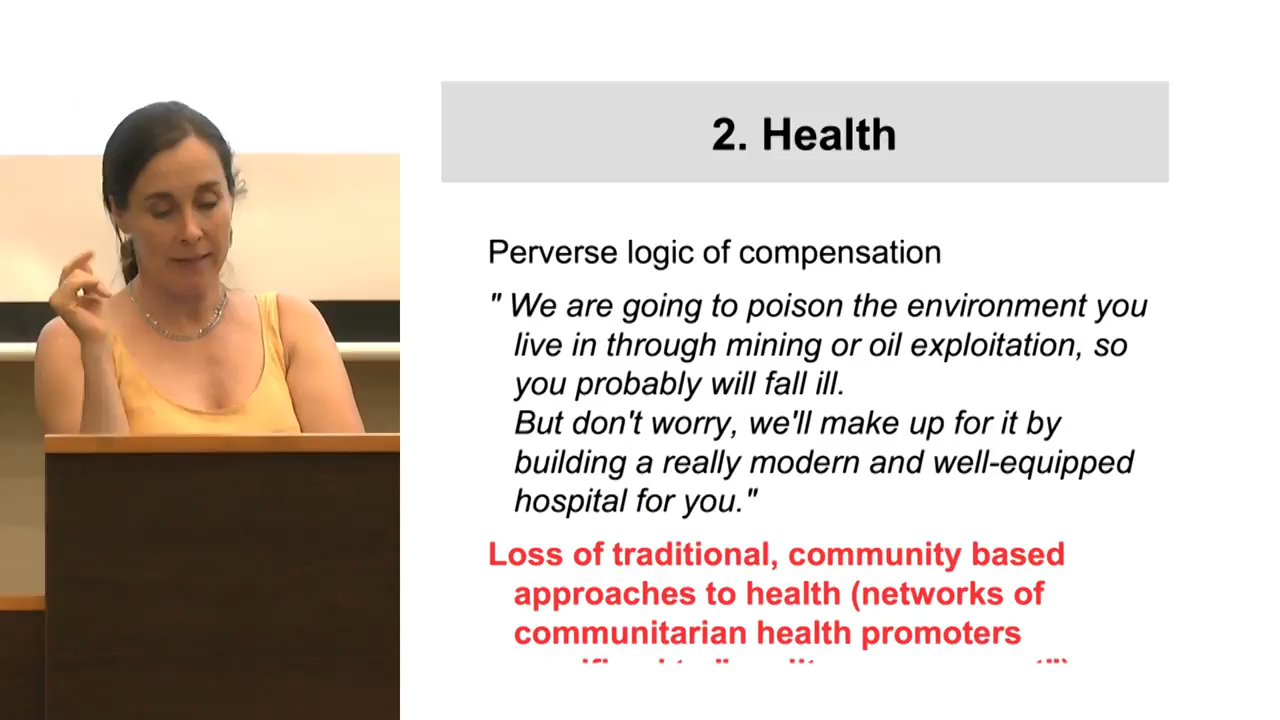 2. Health
Perverse logic of compensation
" We are going to poison the environment you
live in through mining or oil exploitation, so
you probably will fall ill.
But don't worry, we'll make up for it by
building a really modern and well-equipped
hospital for you."
Loss of traditional, community based
approaches to health (networks of
communitarian health promoters